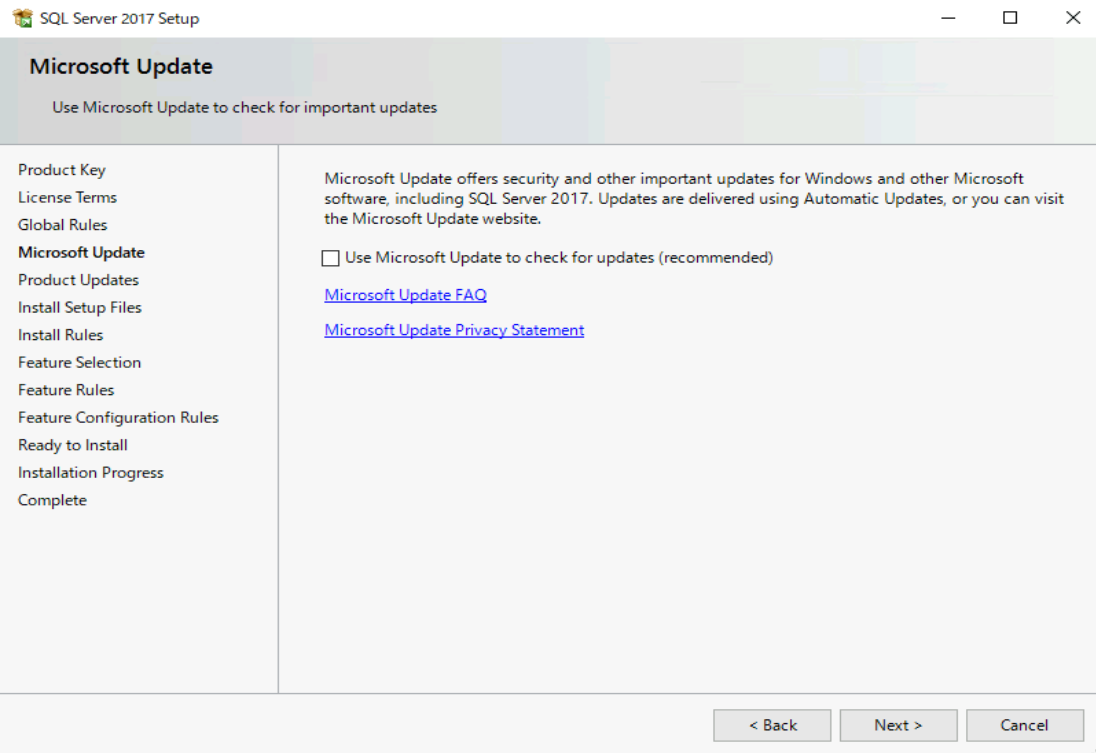 SQL Server 2017 Setup
Microsoft Update
Use Microsoft Update to check for important updates
Product Key
License Terms
Global Rules
Microsoft Update
Product Updates
Install Setup Files
Install Rules
Feature Selection
Feature Rules
Feature Configuration Rules
Ready to Install
Installation Progress
Complete
Microsoft Update offers security and other important updates for Windows and other Microsoft
software, including SQL Server 2017. Updates are delivered using Automatic Updates, or you can visit
the Microsoft Update website.
Use Microsoft Update to check for updates (recommended)
Microsoft Update FAQ
Microsoft Update Privacy Statement
< Back
Next >
Cancel